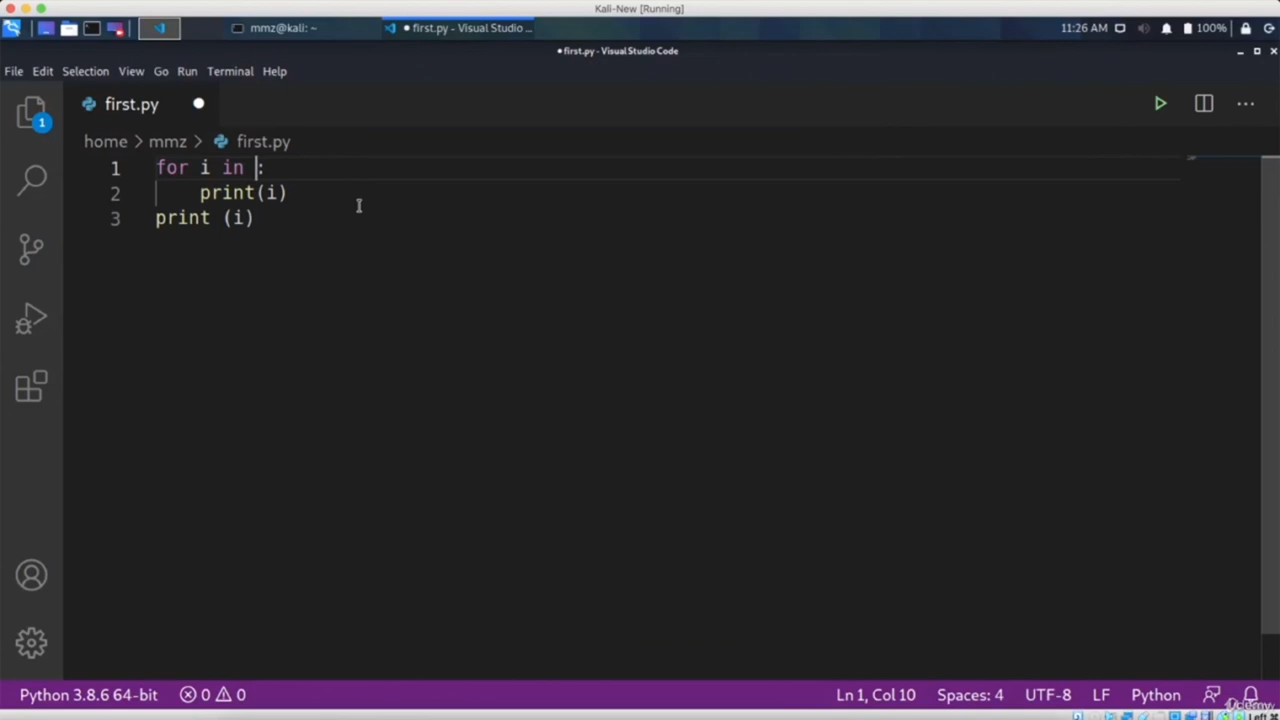 Kali-New [Running]
mmz@kali: ~
first.py - Visual Studio ...
11:26 AM
100%
first.py - Visual Studio Code
File Edit Selection View Go Run Terminal Help
1
first.py
home > mmz > first.py
1 for i in :
2 print(i)
3 print (i)
Python 3.8.6 64-bit
0
0
Ln 1, Col 10
Spaces: 4
UTF-8
LF
Python
Udemy
Left ⌘